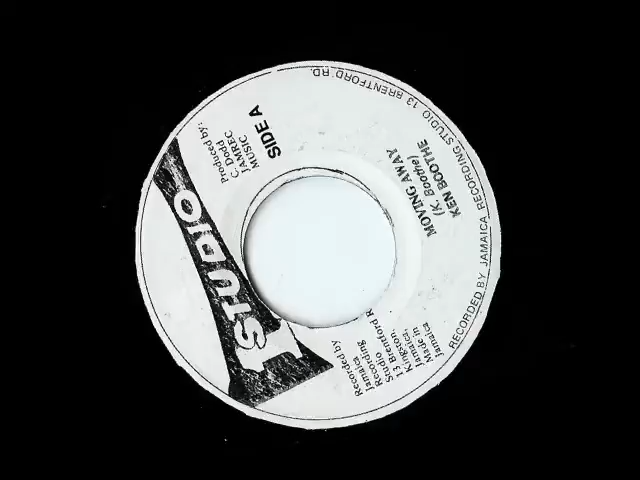 STUDIO 1
Produced by:
C. Dodd
JAMREC
MUSIC
SIDE A
Recorded by
Jamaica
Recording
Studio
13 Brentford R
Kingston,
Jamaica,
Made in
Jamaica
MOVING AWAY
(K. Boothe)
KEN BOOTHE
RECORDED BY JAMAICA RECORDING STUDIO 13 BRENTFORD RD.